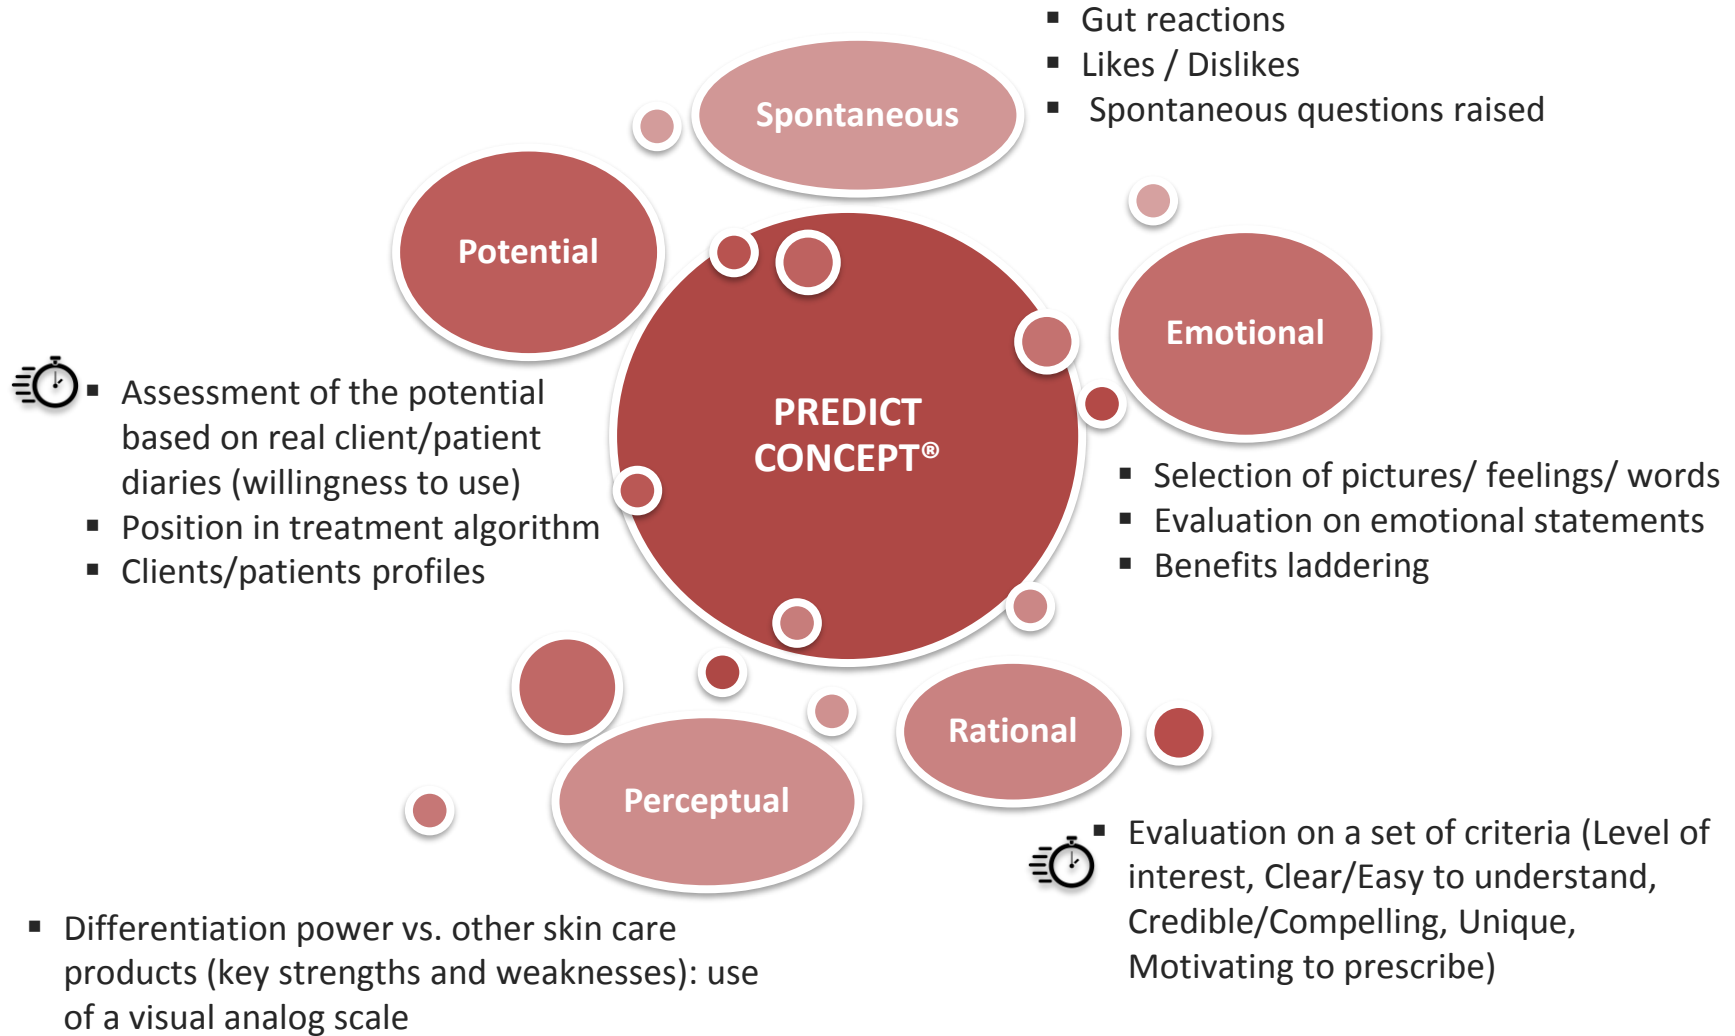 ▪ Gut reactions
▪ Likes / Dislikes
▪ Spontaneous questions raised
Spontaneous
Potential
Emotional
PREDICT
CONCEPT®
▪ Assessment of the potential
based on real client/patient
diaries (willingness to use)
▪ Position in treatment algorithm
▪ Clients/patients profiles
▪ Selection of pictures/ feelings/ words
▪ Evaluation on emotional statements
▪ Benefits laddering
Rational
Perceptual
▪ Evaluation on a set of criteria (Level of
interest, Clear/Easy to understand,
Credible/Compelling, Unique,
Motivating to prescribe)
▪ Differentiation power vs. other skin care
products (key strengths and weaknesses): use
of a visual analog scale